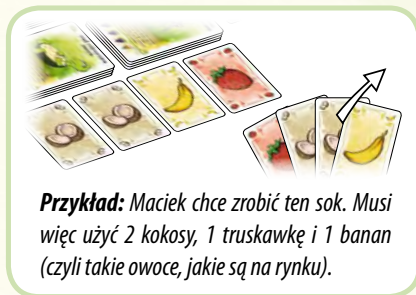 Przykład: Maciek chce zrobić ten sok. Musi
więc użyć 2 kokosy, 1 truskawkę i 1 banan
(czyli takie owoce, jakie są na rynku).